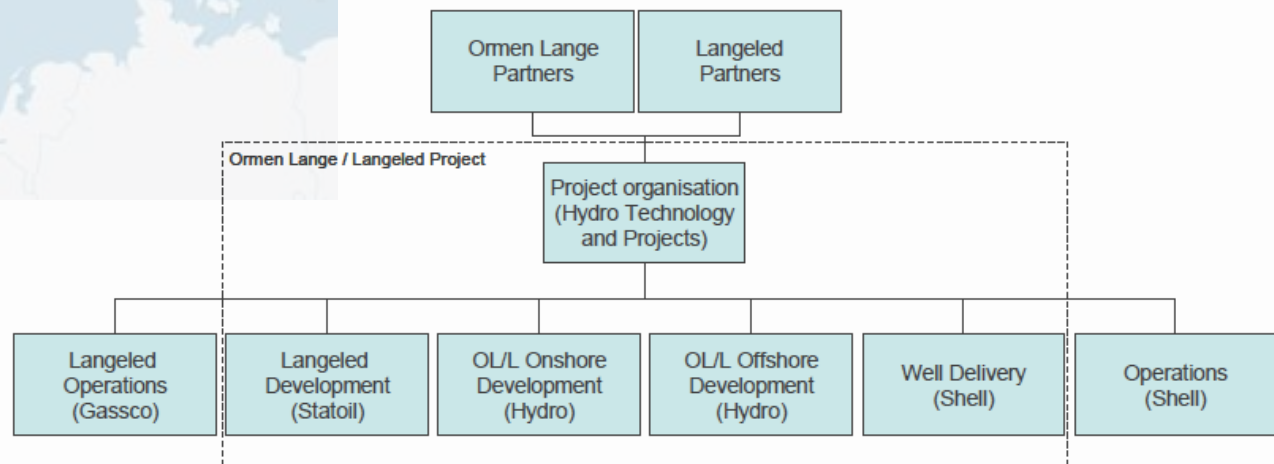 Ormen Lange
Partners
Langeled
Partners
Ormen Lange / Langeled Project
Project organisation
(Hydro Technology
and Projects)
Langeled
Operations
(Gassco)
Langeled
Development
(Statoil)
OL/L Onshore
Development
(Hydro)
OL/L Offshore
Development
(Hydro)
Well Delivery
(Shell)
Operations
(Shell)